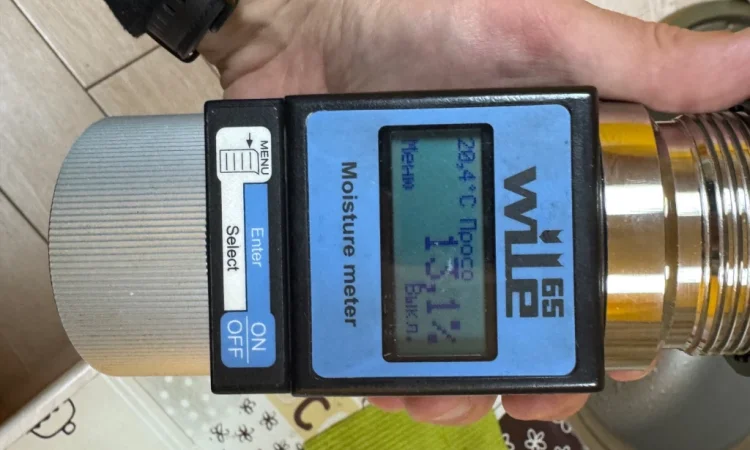 wile 65
20,4°C Просо
13,1%
Меню Выкл.
Moisture meter
MENU
Enter
Select
ON
OFF
C